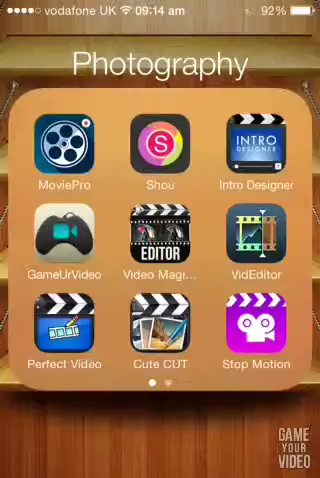 vodafone UK 09:14 am 92%
Photography
S
INTRO
DESIGNER
MoviePro Shou Intro Designer
EDITOR
GameUrVideo Video Magi... VidEditor
Perfect Video Cute CUT Stop Motion
GAME
YOUR
VIDEO